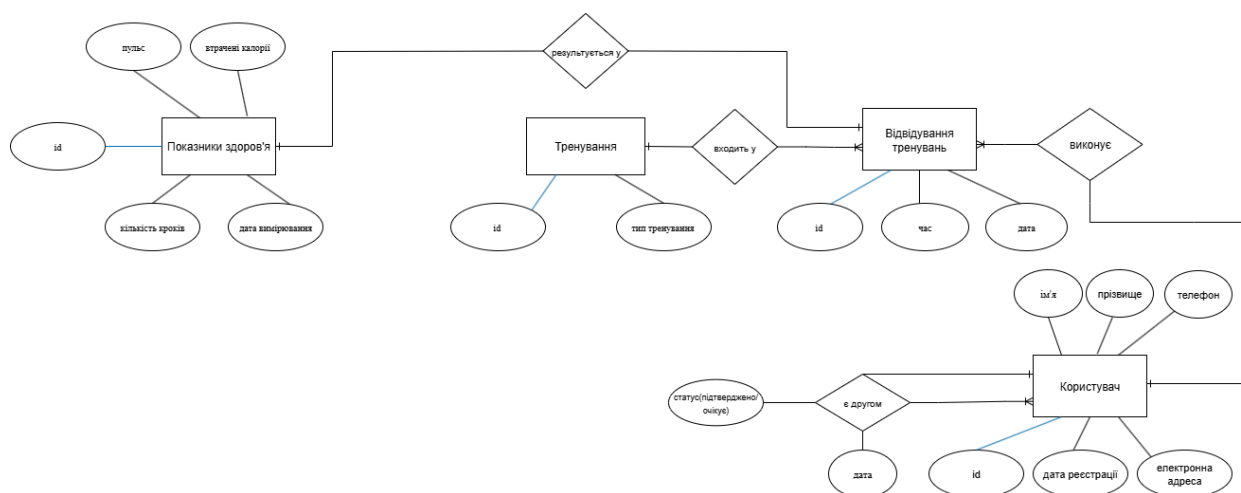 пульс
втрачені калорії
результується у
id
Показники здоров'я
Тренування
входить у
Відвідування
тренувань
виконує
кількість кроків
дата вимірювання
id
тип тренування
id
час
дата
ім'я
прізвище
телефон
статус(підтверджено/
очікує)
є другом
Користувач
дата
id
дата реєстрації
електронна
адреса